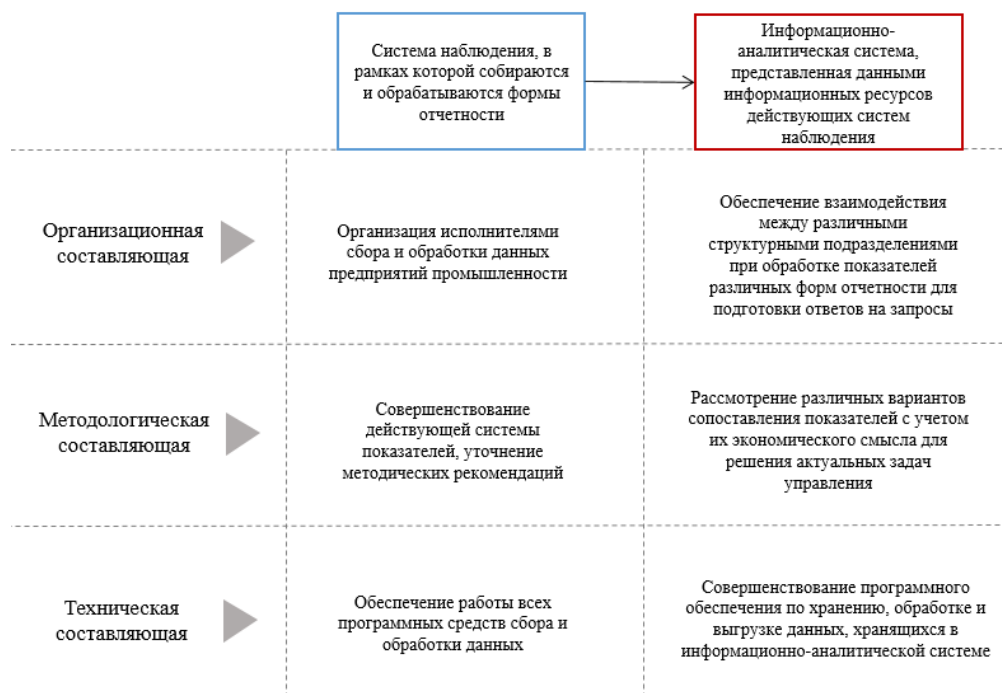 Система наблюдения, в
рамках которой собираются
и обрабатываются формы
отчетности
Информационно-
аналитическая система,
представленная данными
информационных ресурсов
действующих систем
наблюдения
Организационная
составляющая
Организация исполнителями
сбора и обработки данных
предприятий промышленности
Обеспечение взаимодействия
между различными
структурными подразделениями
при обработке показателей
различных форм отчетности для
подготовки ответов на запросы
Методологическая
составляющая
Совершенствование
действующей системы
показателей, уточнение
методических рекомендаций
Рассмотрение различных вариантов
сопоставления показателей с учетом
их экономического смысла для
решения актуальных задач
управления
Техническая
составляющая
Обеспечение работы всех
программных средств сбора и
обработки данных
Совершенствование программного
обеспечения по хранению, обработке и
выгрузке данных, хранящихся в
информационно-аналитической системе